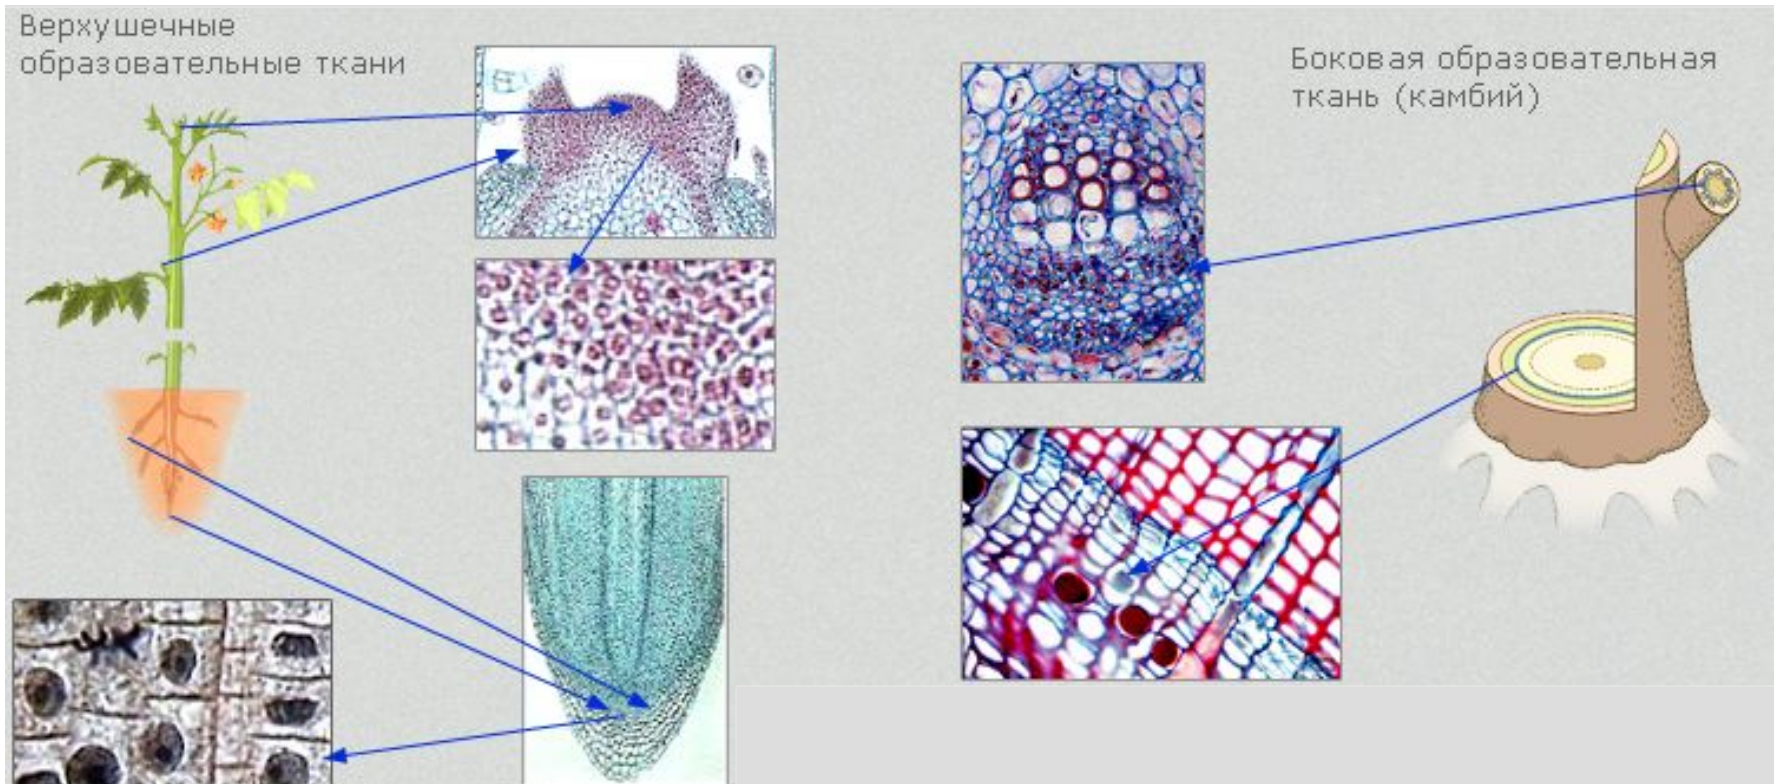 Верхушечные
образовательные ткани
Боковая образовательная
ткань (камбий)